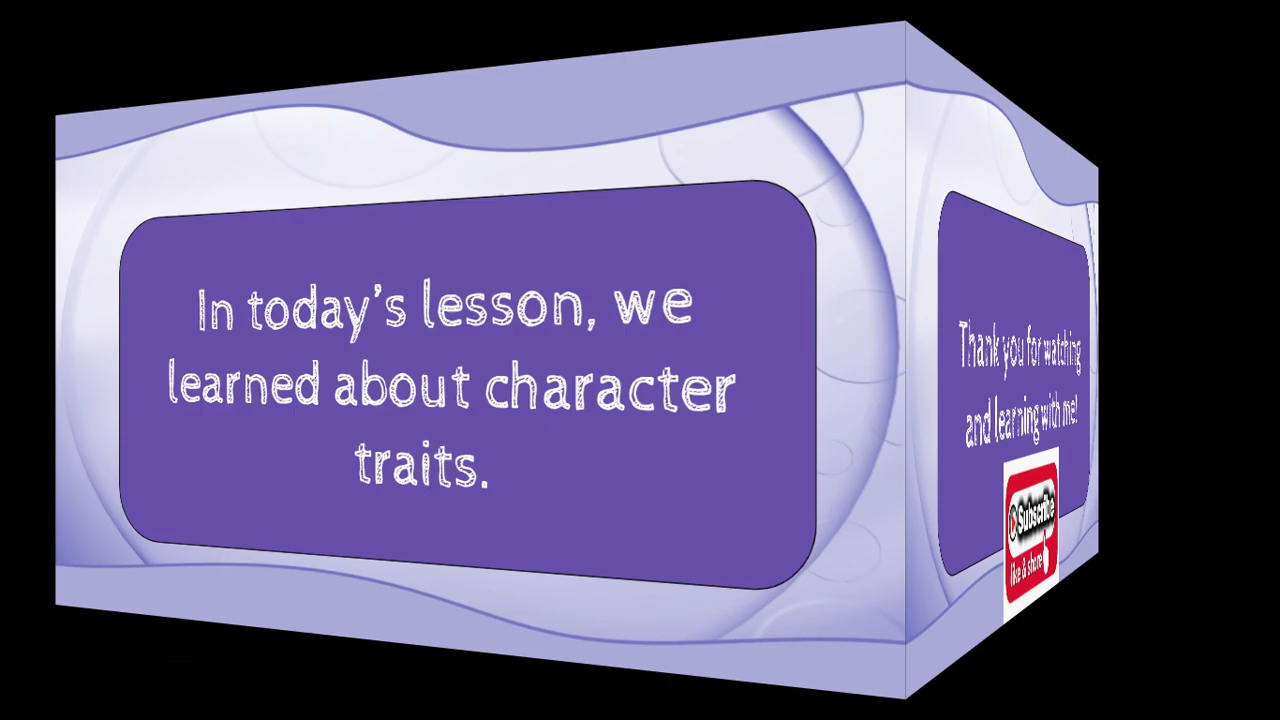 In today's lesson, we
learned about character
traits.
Thank you for watching
and learning with me!
Subscribe
like & share